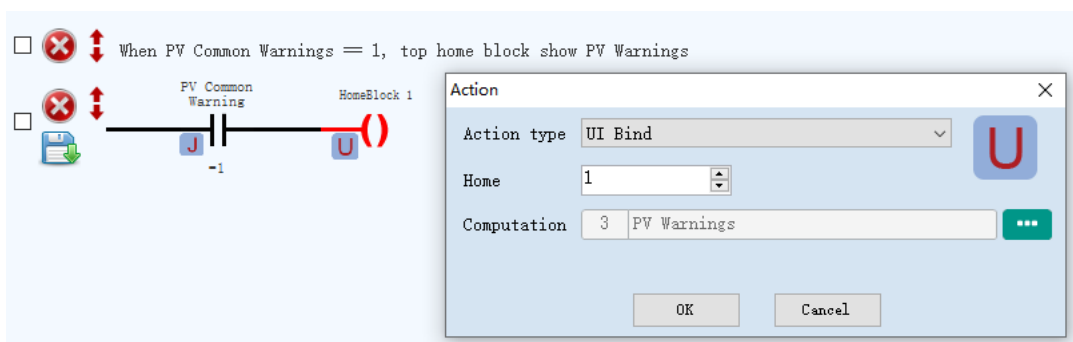 When PV Common Warnings == 1, top home block show PV Warnings
PV Common
Warning
HomeBlock 1
J
U
=1
Action
Action type
UI Bind
U
Home
1
Computation
3
PV Warnings
OK
Cancel